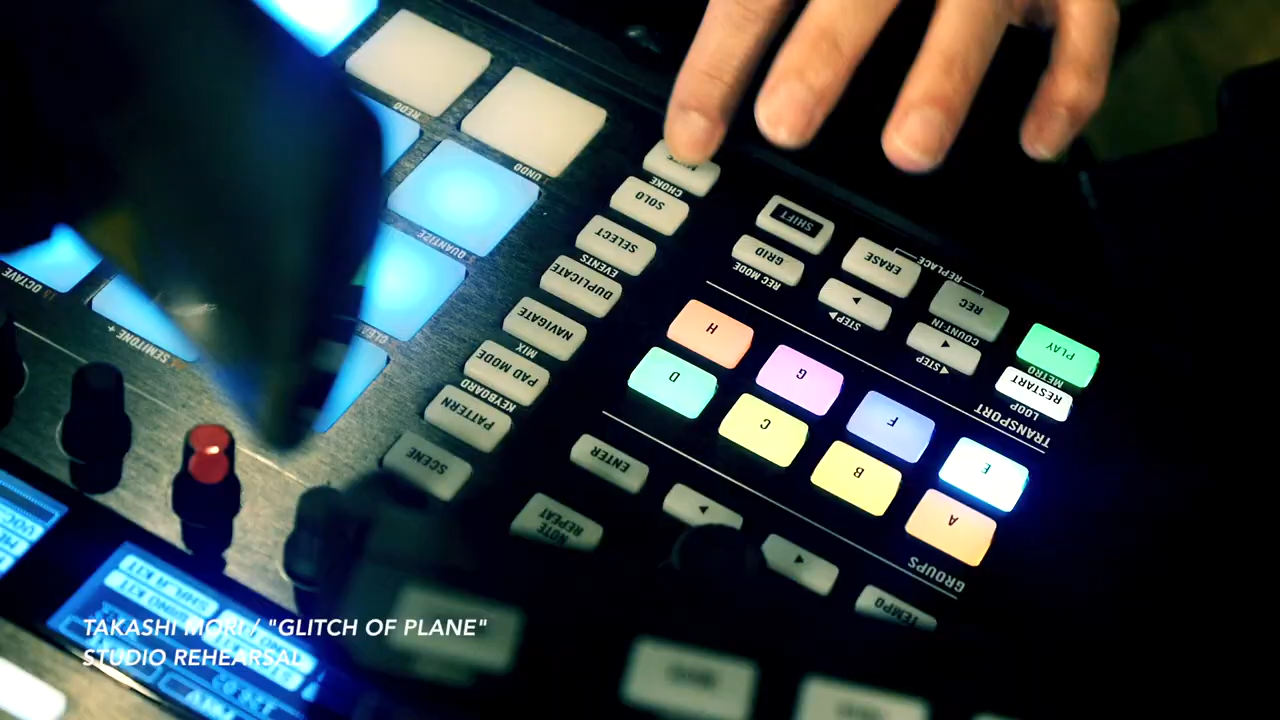 REDO
UNDO
QUANTIZE
13 OCTAVE
SEMITONE +
CHOKE
SOLO
SELECT
EVENTS
DUPLICATE
NAVIGATE
MIX
PAD MODE
KEYBOARD
PATTERN
SCENE
SHIFT
GRID
REC MODE
ERASE
REPLACE
REC
COUNT-IN
STEP
STEP
PLAY
METRO
RESTART
LOOP
TRANSPORT
H
G
F
E
D
C
B
A
GROUPS
ENTER
NOTE
REPEAT
TEMPO
TAKASHI MORI / "GLITCH OF PLANE"
STUDIO REHEARSAL